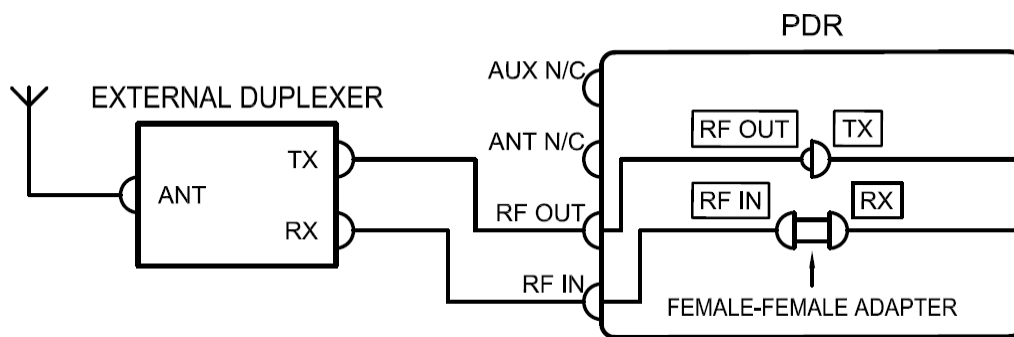 PDR
AUX N/C
EXTERNAL DUPLEXER
RF OUT
TX
ANT N/C
TX
ANT
RF IN
RX
RF OUT
RX
RF IN
FEMALE-FEMALE ADAPTER